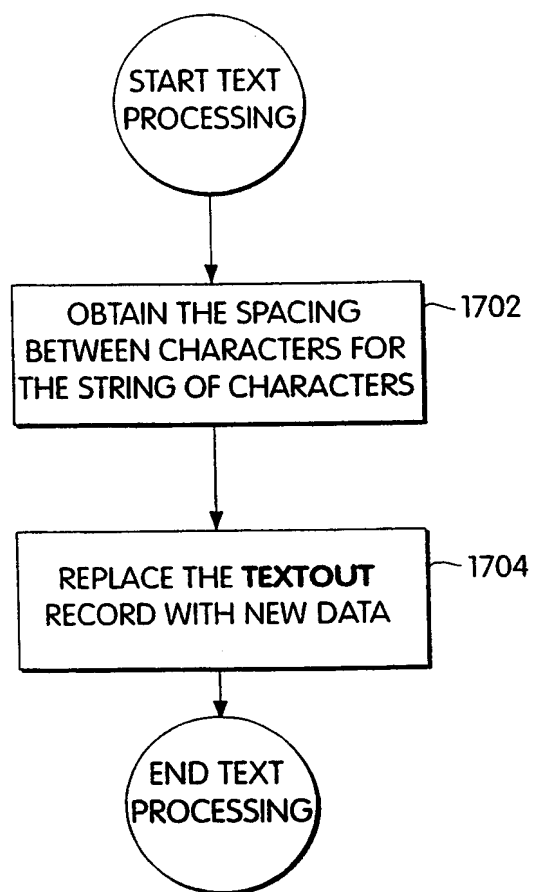 START TEXT
PROCESSING
OBTAIN THE SPACING
BETWEEN CHARACTERS FOR
THE STRING OF CHARACTERS
1702
REPLACE THE TEXTOUT
RECORD WITH NEW DATA
1704
END TEXT
PROCESSING